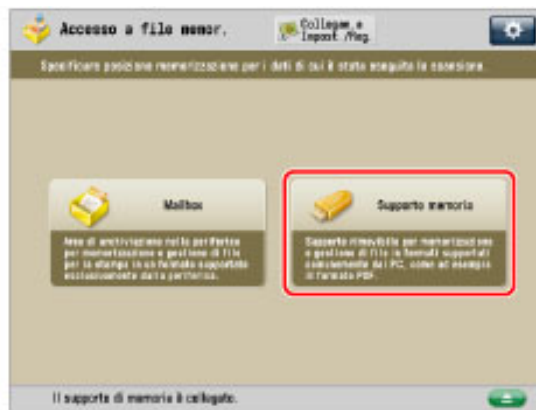 Accesso a file memor.
Collegam. a
Impost./Reg.
Specificare posizione memorizzazione per i dati di cui è stata eseguita la scansione.
Mailbox
Area di archiviazione nella periferica
per memorizzazione e gestione di file
per la stampa in un formato supportato
esclusivamente dalla periferica.
Supporto memoria
Supporto rimovibile per memorizzazione
e gestione di file in formati supportati
comunemente dai PC, come ad esempio
il formato PDF.
Il supporto di memoria è collegato.